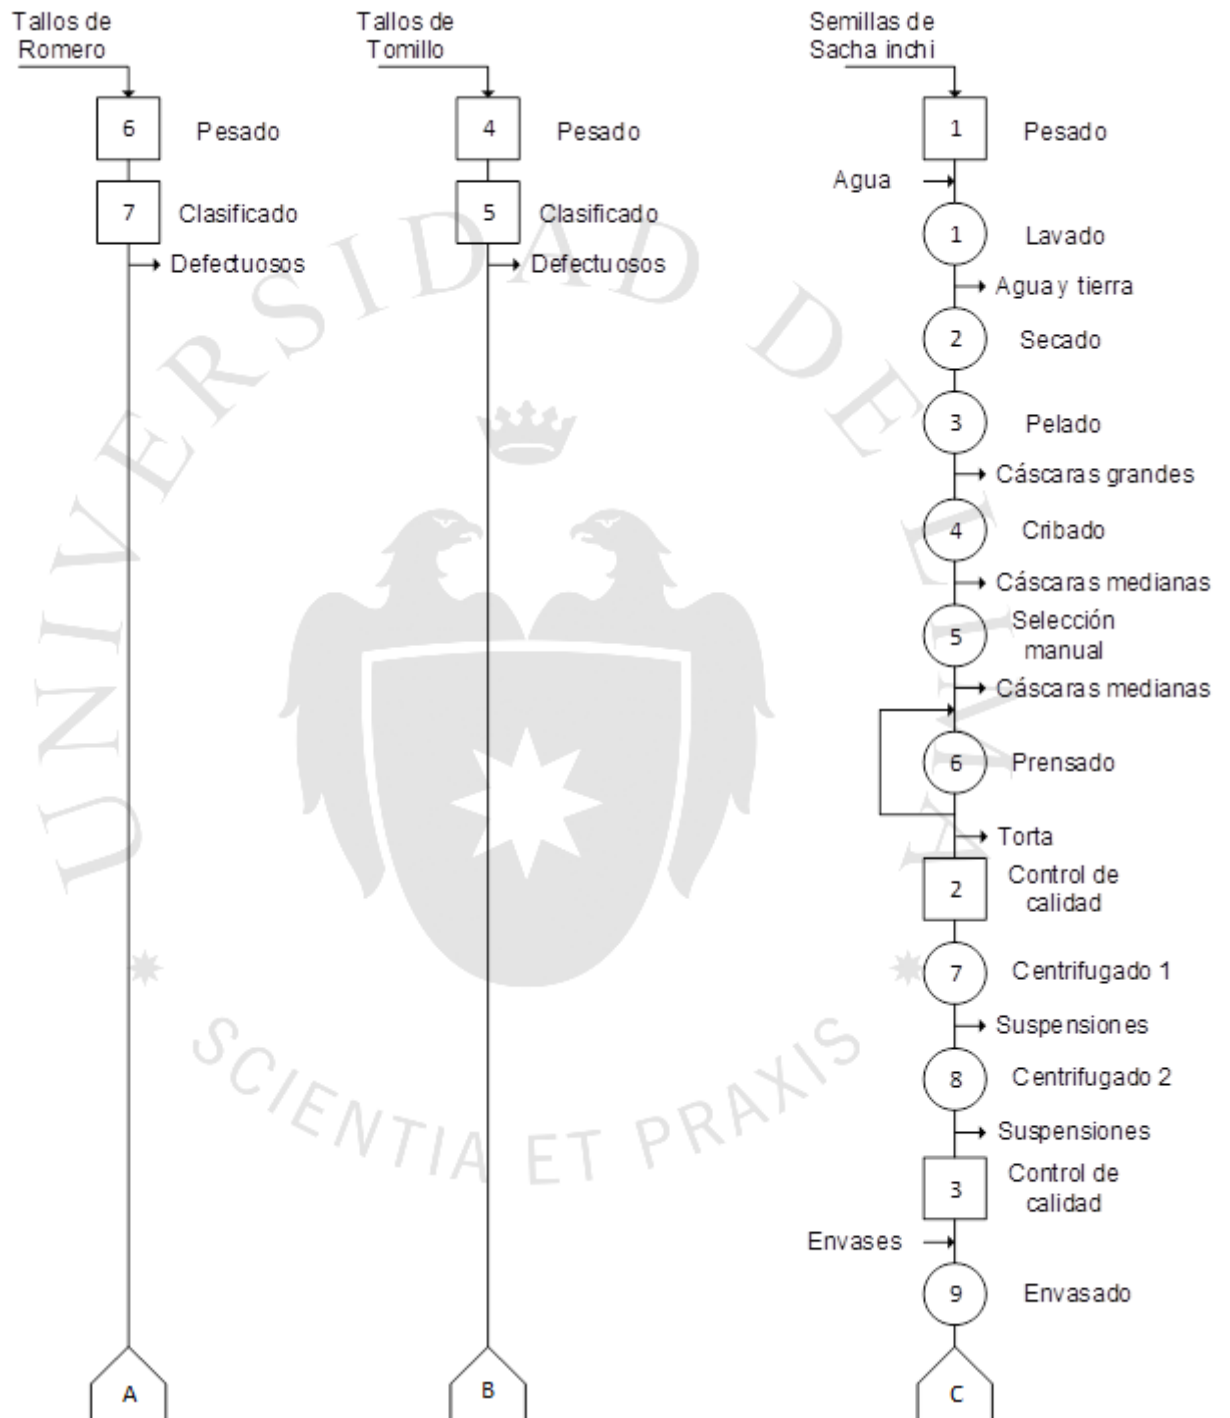 Tallos de
Romero
6
Pesado
7
Clasificado
Defectuosos
A
Tallos de
Tomillo
4
Pesado
5
Clasificado
Defectuosos
B
Semillas de
Sacha inchi
1
Pesado
Agua
1
Lavado
Agua y tierra
2
Secado
3
Pelado
Cáscaras grandes
4
Cribado
Cáscaras medianas
5
Selección
manual
Cáscaras medianas
6
Prensado
Torta
2
Control de
calidad
7
Centrifugado 1
Suspensiones
8
Centrifugado 2
Suspensiones
3
Control de
calidad
Envases
9
Envasado
C
UNIVERSIDAD DE LIMA
SCIENTIA ET PRAXIS